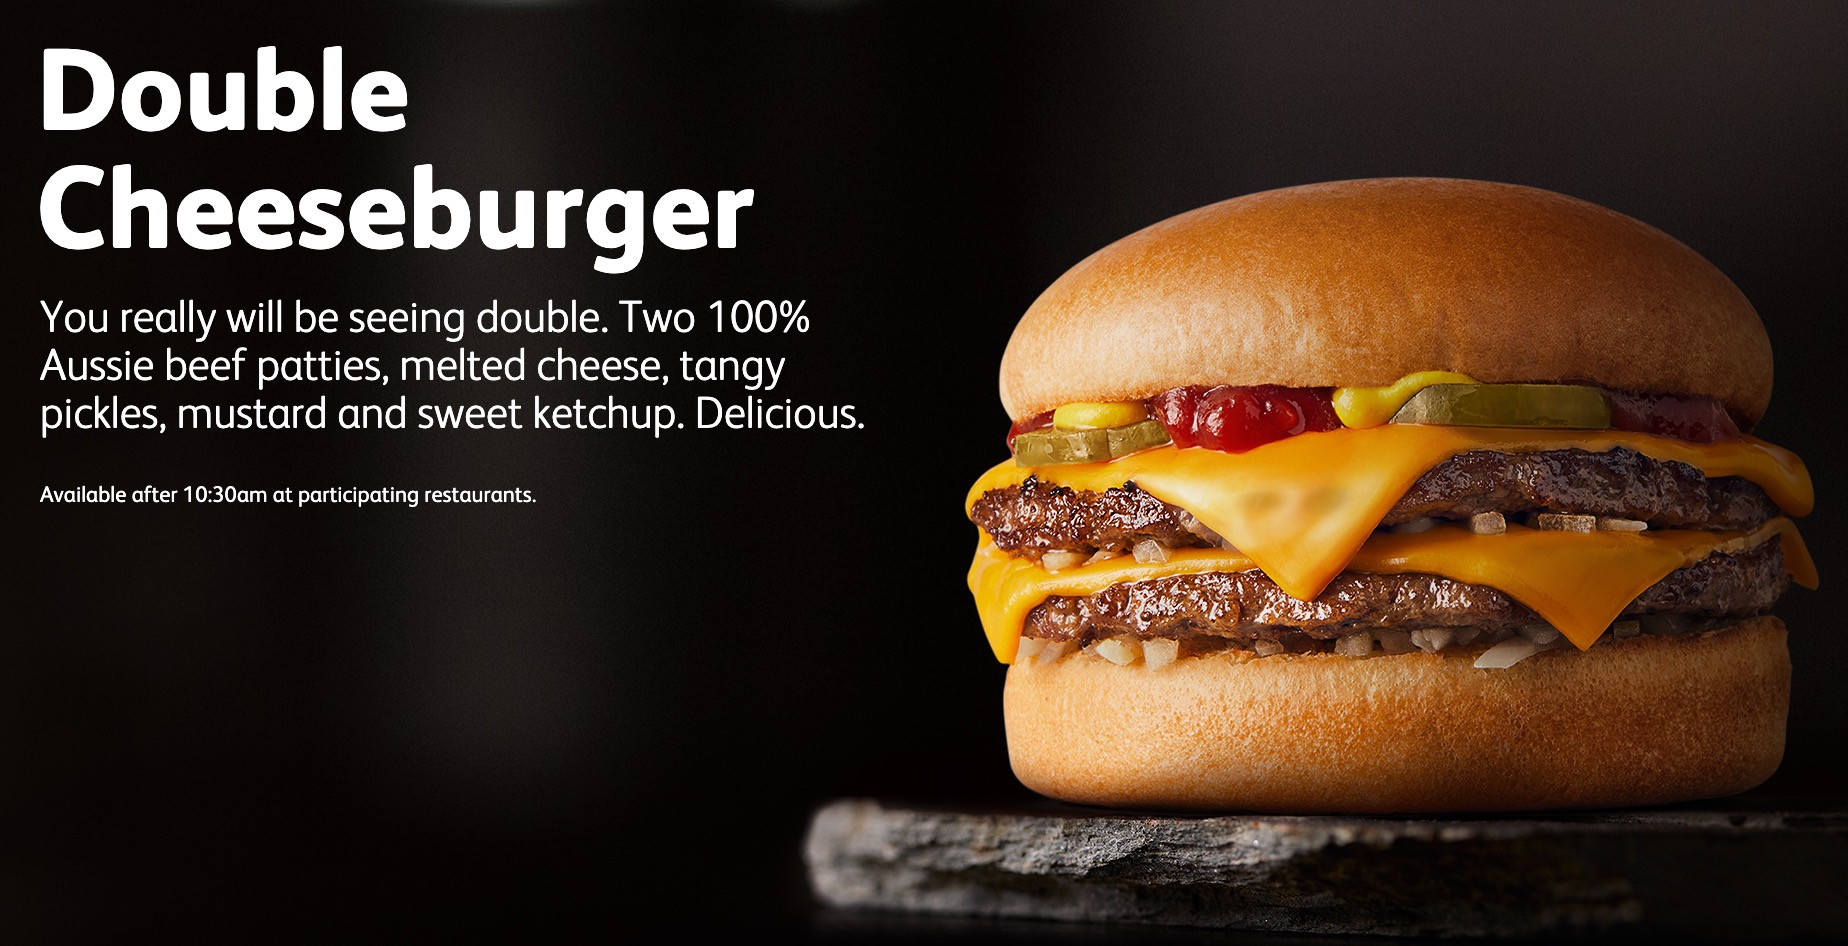 Double
Cheeseburger
You really will be seeing double. Two 100%
Aussie beef patties, melted cheese, tangy
pickles, mustard and sweet ketchup. Delicious.
Available after 10:30am at participating restaurants.